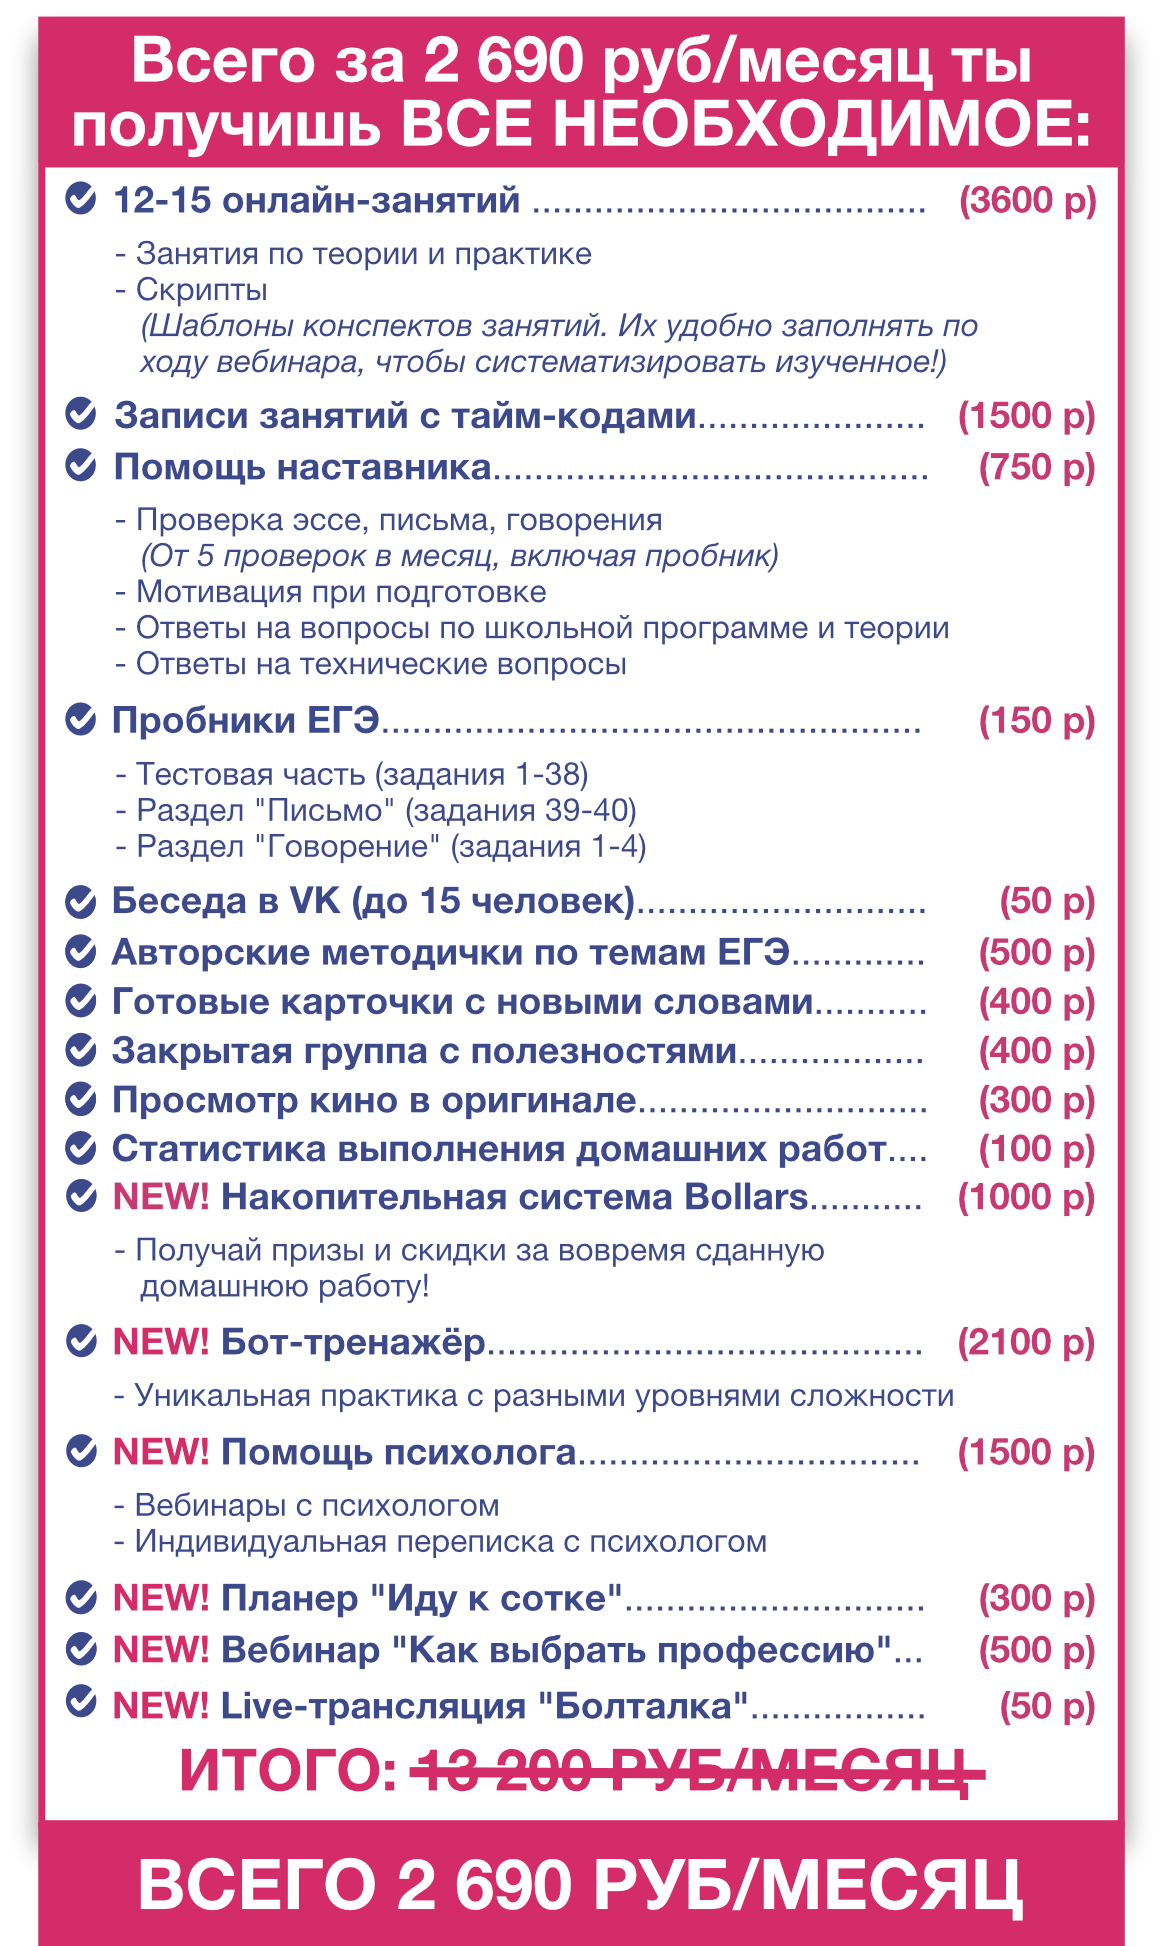 Всего за 2 690 руб/месяц ты
получишь ВСЕ НЕОБХОДИМОЕ:
12-15 онлайн-занятий ..................................... (3600 р)
- Занятия по теории и практике
- Скрипты
(Шаблоны конспектов занятий. Их удобно заполнять по
ходу вебинара, чтобы систематизировать изученное!)
Записи занятий с тайм-кодами..................... (1500 р)
Помощь наставника......................................... (750 р)
- Проверка эссе, письма, говорения
(От 5 проверок в месяц, включая пробник)
- Мотивация при подготовке
- Ответы на вопросы по школьной программе и теории
- Ответы на технические вопросы
Пробники ЕГЭ................................................... (150 р)
- Тестовая часть (задания 1-38)
- Раздел "Письмо" (задания 39-40)
- Раздел "Говорение" (задания 1-4)
Беседа в VK (до 15 человек)........................... (50 р)
Авторские методички по темам ЕГЭ............. (500 р)
Готовые карточки с новыми словами........... (400 р)
Закрытая группа с полезностями.................. (400 р)
Просмотр кино в оригинале............................ (300 р)
Статистика выполнения домашних работ.... (100 р)
NEW! Накопительная система Bollars........... (1000 р)
- Получай призы и скидки за вовремя сданную
домашнюю работу!
NEW! Бот-тренажёр......................................... (2100 р)
- Уникальная практика с разными уровнями сложности
NEW! Помощь психолога................................ (1500 р)
- Вебинары с психологом
- Индивидуальная переписка с психологом
NEW! Планер "Иду к сотке"............................ (300 р)
NEW! Вебинар "Как выбрать профессию"... (500 р)
NEW! Live-трансляция "Болталка"................. (50 р)
ИТОГО: 13 200 РУБ/МЕСЯЦ
ВСЕГО 2 690 РУБ/МЕСЯЦ